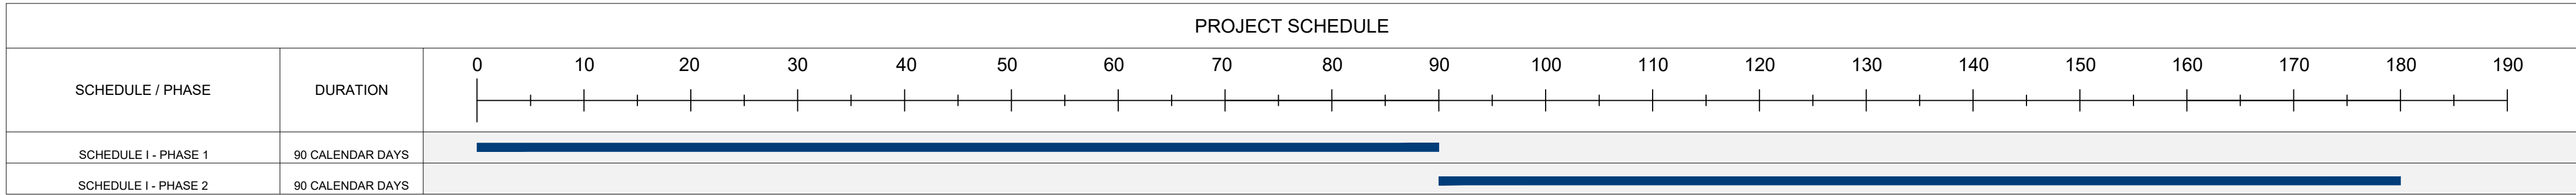 PROJECT SCHEDULE
SCHEDULE / PHASE DURATION 0 10 20 30 40 50 60 70 80 90 100 110 120 130 140 150 160 170 180 190
SCHEDULE I - PHASE 1 90 CALENDAR DAYS
SCHEDULE I - PHASE 2 90 CALENDAR DAYS